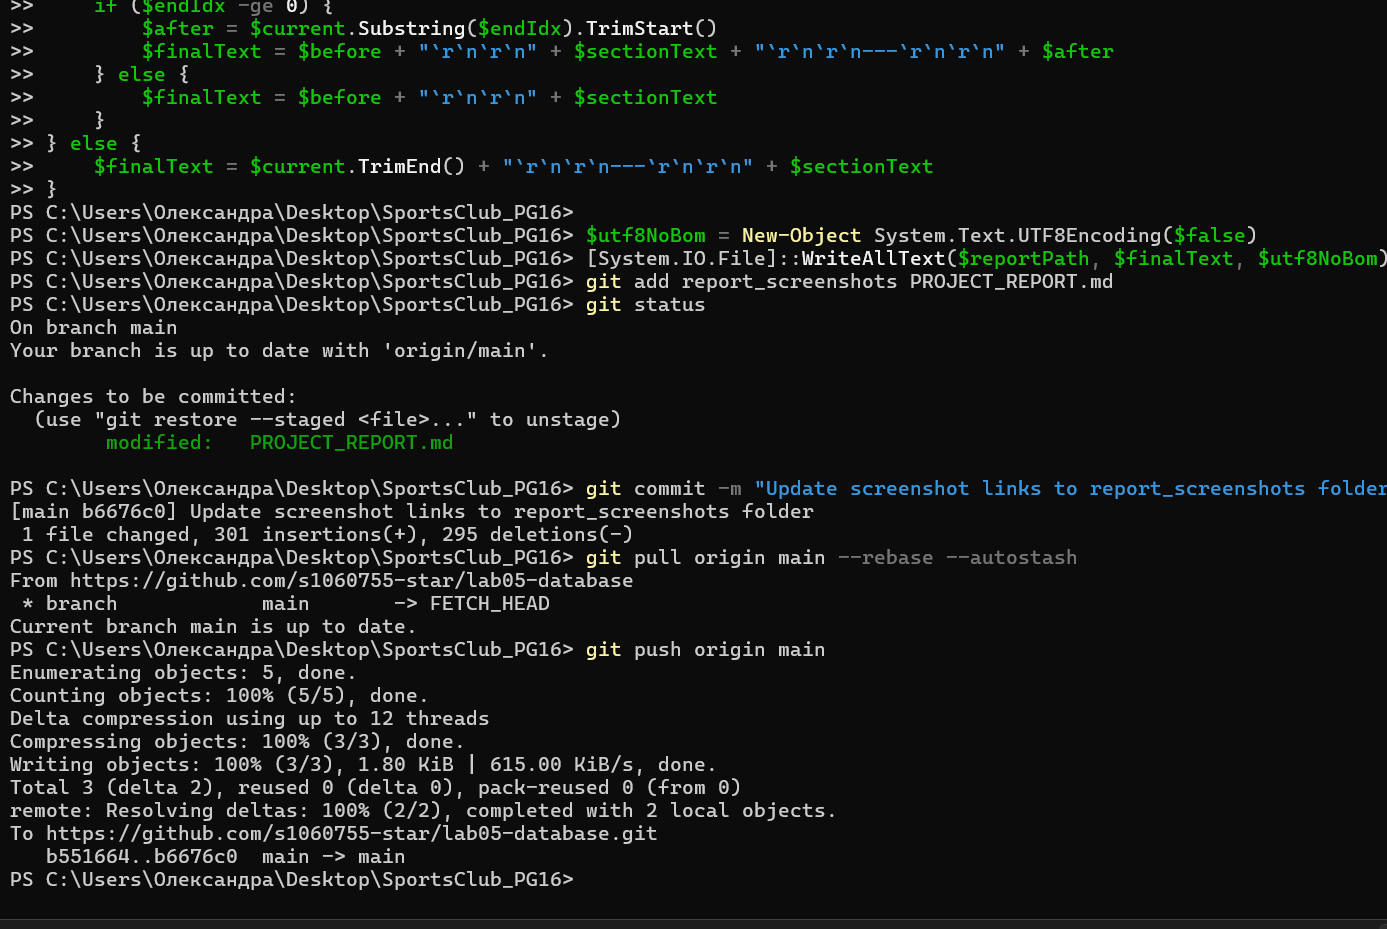 >>     if ($endIdx -ge 0) {
>>         $after = $current.Substring($endIdx).TrimStart()
>>         $finalText = $before + "`r`n`r`n" + $sectionText + "`r`n`r`n---`r`n`r`n" + $after
>>     } else {
>>         $finalText = $before + "`r`n`r`n" + $sectionText
>>     }
>> } else {
>>     $finalText = $current.TrimEnd() + "`r`n`r`n---`r`n`r`n" + $sectionText
>> }
PS C:\Users\Олександра\Desktop\SportsClub_PG16>
PS C:\Users\Олександра\Desktop\SportsClub_PG16> $utf8NoBom = New-Object System.Text.UTF8Encoding($false)
PS C:\Users\Олександра\Desktop\SportsClub_PG16> [System.IO.File]::WriteAllText($reportPath, $finalText, $utf8NoBom)
PS C:\Users\Олександра\Desktop\SportsClub_PG16> git add report_screenshots PROJECT_REPORT.md
PS C:\Users\Олександра\Desktop\SportsClub_PG16> git status
On branch main
Your branch is up to date with 'origin/main'.
Changes to be committed:
  (use "git restore --staged <file>..." to unstage)
        modified:   PROJECT_REPORT.md
PS C:\Users\Олександра\Desktop\SportsClub_PG16> git commit -m "Update screenshot links to report_screenshots folder
[main b6676c0] Update screenshot links to report_screenshots folder
 1 file changed, 301 insertions(+), 295 deletions(-)
PS C:\Users\Олександра\Desktop\SportsClub_PG16> git pull origin main --rebase --autostash
From https://github.com/s1060755-star/lab05-database
 * branch            main       -> FETCH_HEAD
Current branch main is up to date.
PS C:\Users\Олександра\Desktop\SportsClub_PG16> git push origin main
Enumerating objects: 5, done.
Counting objects: 100% (5/5), done.
Delta compression using up to 12 threads
Compressing objects: 100% (3/3), done.
Writing objects: 100% (3/3), 1.80 KiB | 615.00 KiB/s, done.
Total 3 (delta 2), reused 0 (delta 0), pack-reused 0 (from 0)
remote: Resolving deltas: 100% (2/2), completed with 2 local objects.
To https://github.com/s1060755-star/lab05-database.git
   b551664..b6676c0  main -> main
PS C:\Users\Олександра\Desktop\SportsClub_PG16>